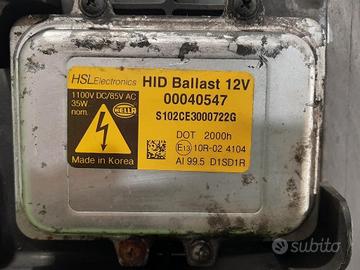 HSLElectronics HID Ballast 12V
1100V DC/85V AC
35W
nom.
00040547
HELLA
S102CE3000722G
DOT 2000h
E13 10R-02 4104
Made in Korea
Al 99.5 D1SD1R
subito